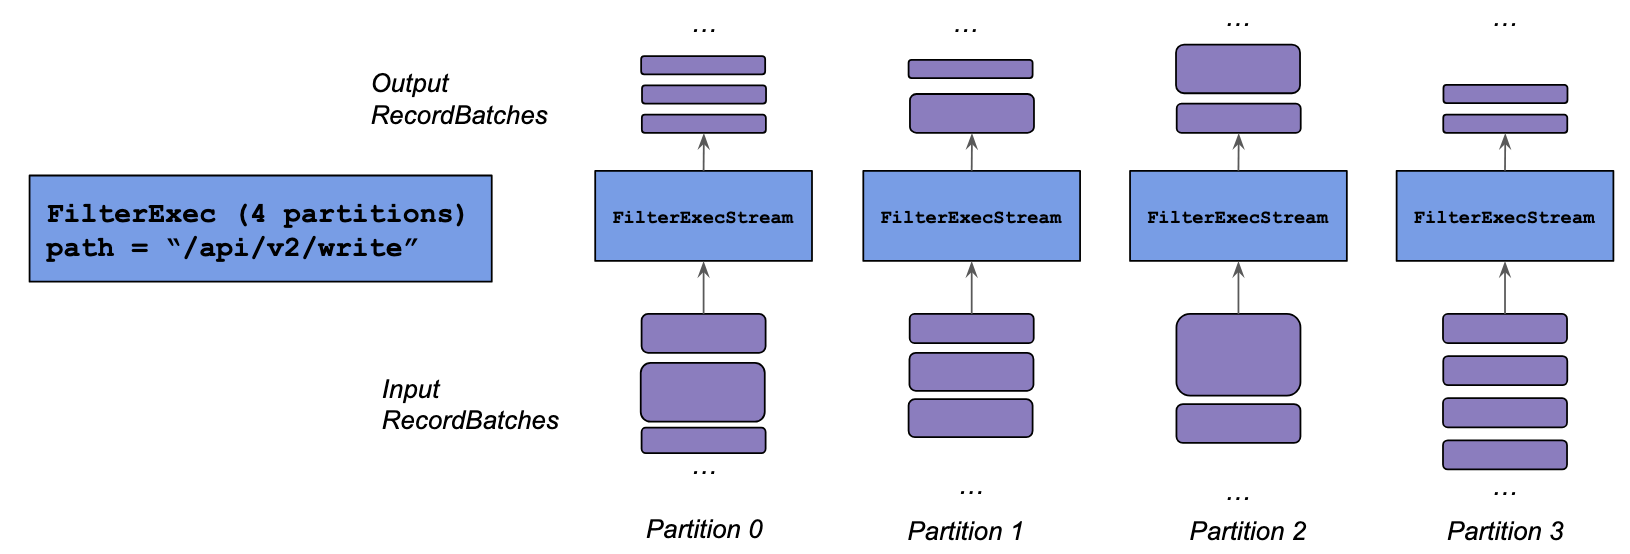 ... ... ... ...
Output
RecordBatches
FilterExec (4 partitions)
path = “/api/v2/write”
FilterExecStream FilterExecStream FilterExecStream FilterExecStream
Input
RecordBatches
... ... ... ...
Partition 0 Partition 1 Partition 2 Partition 3